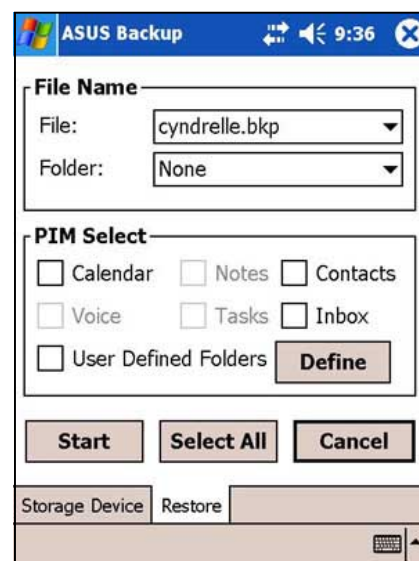 ASUS Backup 9:36
File Name
File: cyndrelle.bkp
Folder: None
PIM Select
Calendar Notes Contacts
Voice Tasks Inbox
User Defined Folders Define
Start Select All Cancel
Storage Device Restore